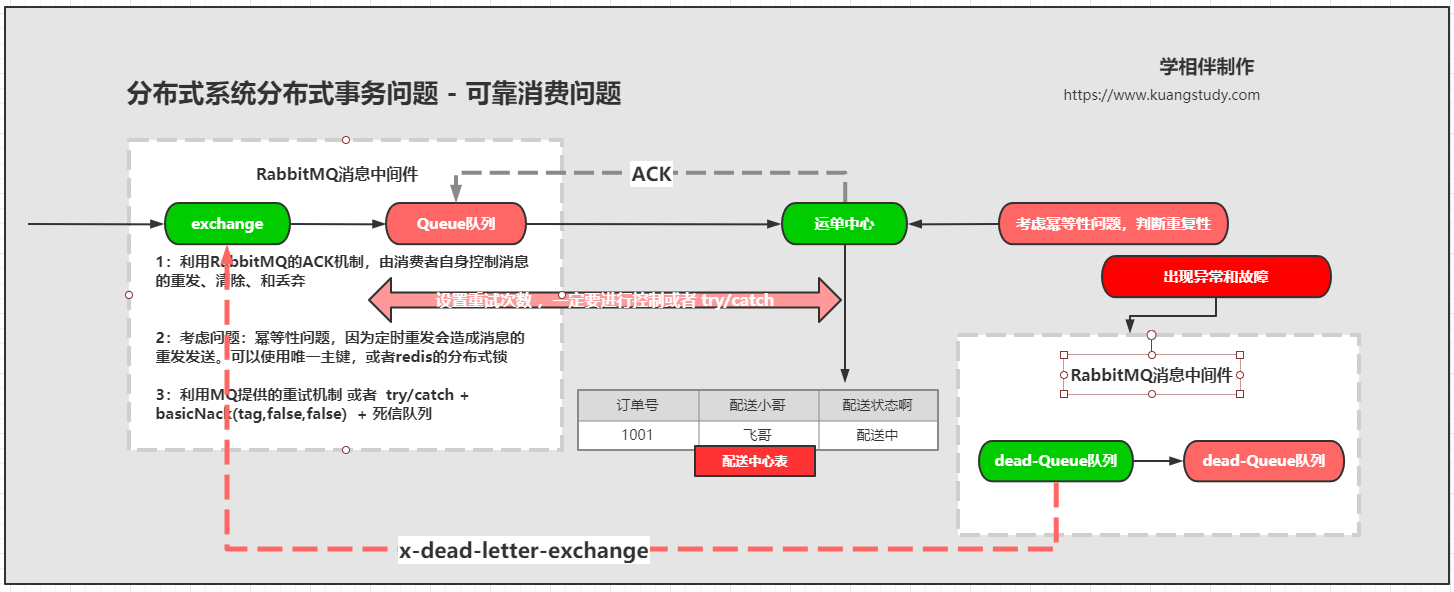 学相伴制作
分布式系统分布式事务问题 - 可靠消费问题
https://www.kuangstudy.com
RabbitMQ消息中间件
ACK
exchange
Queue队列
运单中心
考虑幂等性问题，判断重复性
1：利用RabbitMQ的ACK机制，由消费者自身控制消息
的重发、清除、和丢弃
出现异常和故障
设置重试次数 ，一定要进行控制或者 try/catch
2：考虑问题：幂等性问题，因为定时重发会造成消息的
重发发送。可以使用唯一主键，或者redis的分布式锁
3：利用MQ提供的重试机制 或者 try/catch +
basicNack(tag,false,false) + 死信队列
RabbitMQ消息中间件
订单号 配送小哥 配送状态啊
1001 飞哥 配送中
配送中心表
dead-Queue队列
dead-Queue队列
x-dead-letter-exchange